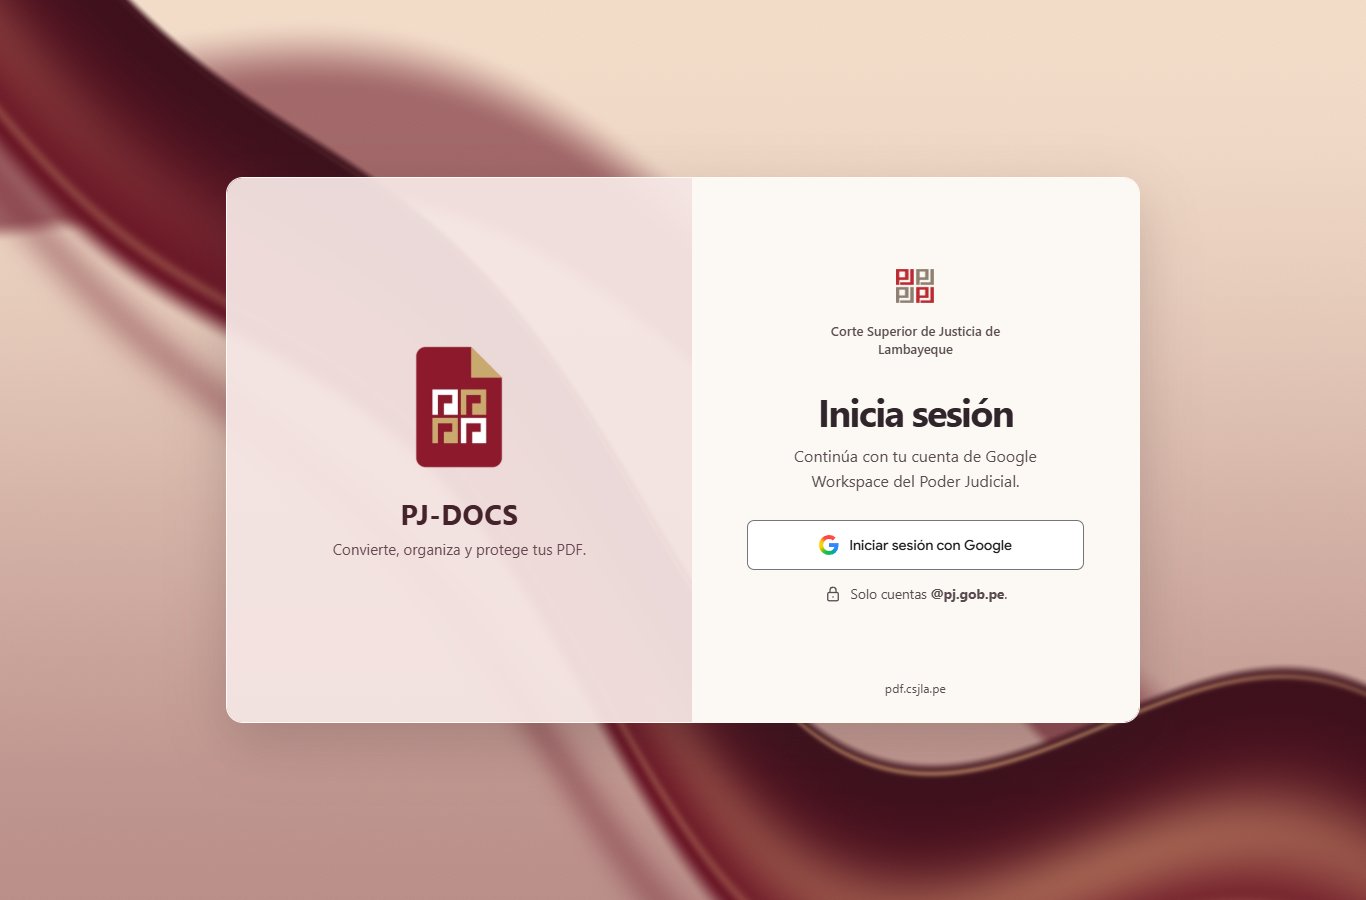 PJ-DOCS
Convierte, organiza y protege tus PDF.
Corte Superior de Justicia de
Lambayeque
Inicia sesión
Continúa con tu cuenta de Google
Workspace del Poder Judicial.
Iniciar sesión con Google
Solo cuentas @pj.gob.pe.
pdf.csjla.pe